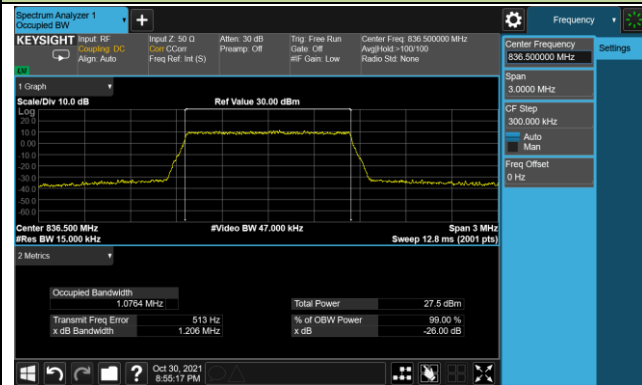 Spectrum Analyzer 1
Occupied BW
Frequency
KEYSIGHT
Input: RF
Coupling: DC
Align: Auto
Input Z: 50 Ω
Corr CCorr
Freq Ref: Int (S)
Atten: 30 dB
Preamp: Off
Trig: Free Run
Gate: Off
#IF Gain: Low
Center Freq: 836.500000 MHz
Avg|Hold:>100/100
Radio Std: None
LW
Center Frequency
836.500000 MHz
Settings
Span
3.0000 MHz
CF Step
300.000 kHz
Auto
Man
Freq Offset
0 Hz
1 Graph
Scale/Div 10.0 dB
Ref Value 30.00 dBm
Log
20.0
10.0
0.00
-10.0
-20.0
-30.0
-40.0
-50.0
-60.0
Center 836.500 MHz
#Video BW 47.000 kHz
Span 3 MHz
#Res BW 15.000 kHz
Sweep 12.8 ms (2001 pts)
2 Metrics
Occupied Bandwidth
1.0764 MHz
Total Power 27.5 dBm
Transmit Freq Error 513 Hz
% of OBW Power 99.00 %
x dB Bandwidth 1.206 MHz
x dB -26.00 dB
Oct 30, 2021
8:55:17 PM